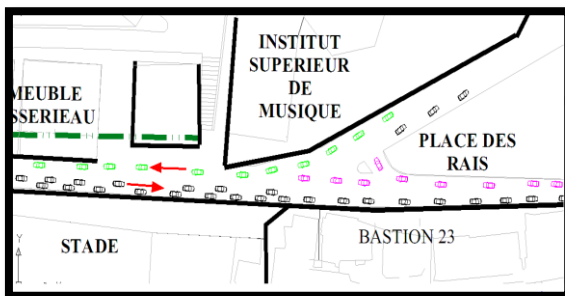 INSTITUT
SUPERIEUR
DE
MUSIQUE
MEUBLE
SSERIEAU
PLACE DES
RAIS
STADE
BASTION 23
Y